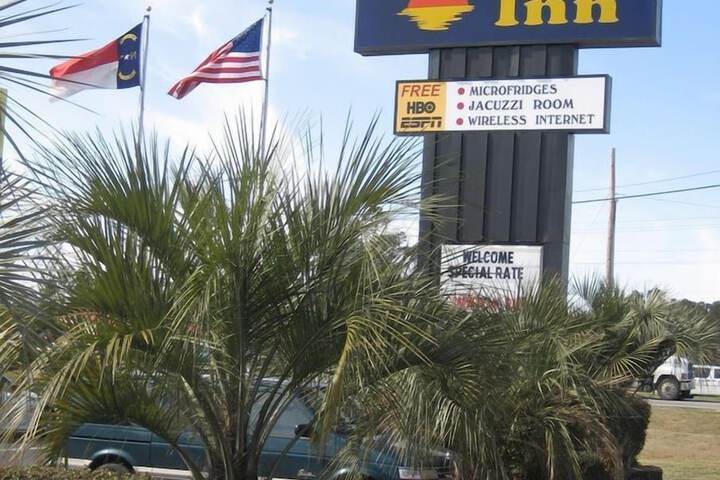 Inn
FREE
HBO
ESPN
• MICROFRIDGES
• JACUZZI ROOM
• WIRELESS INTERNET
WELCOME
SPECIAL RATE
N C